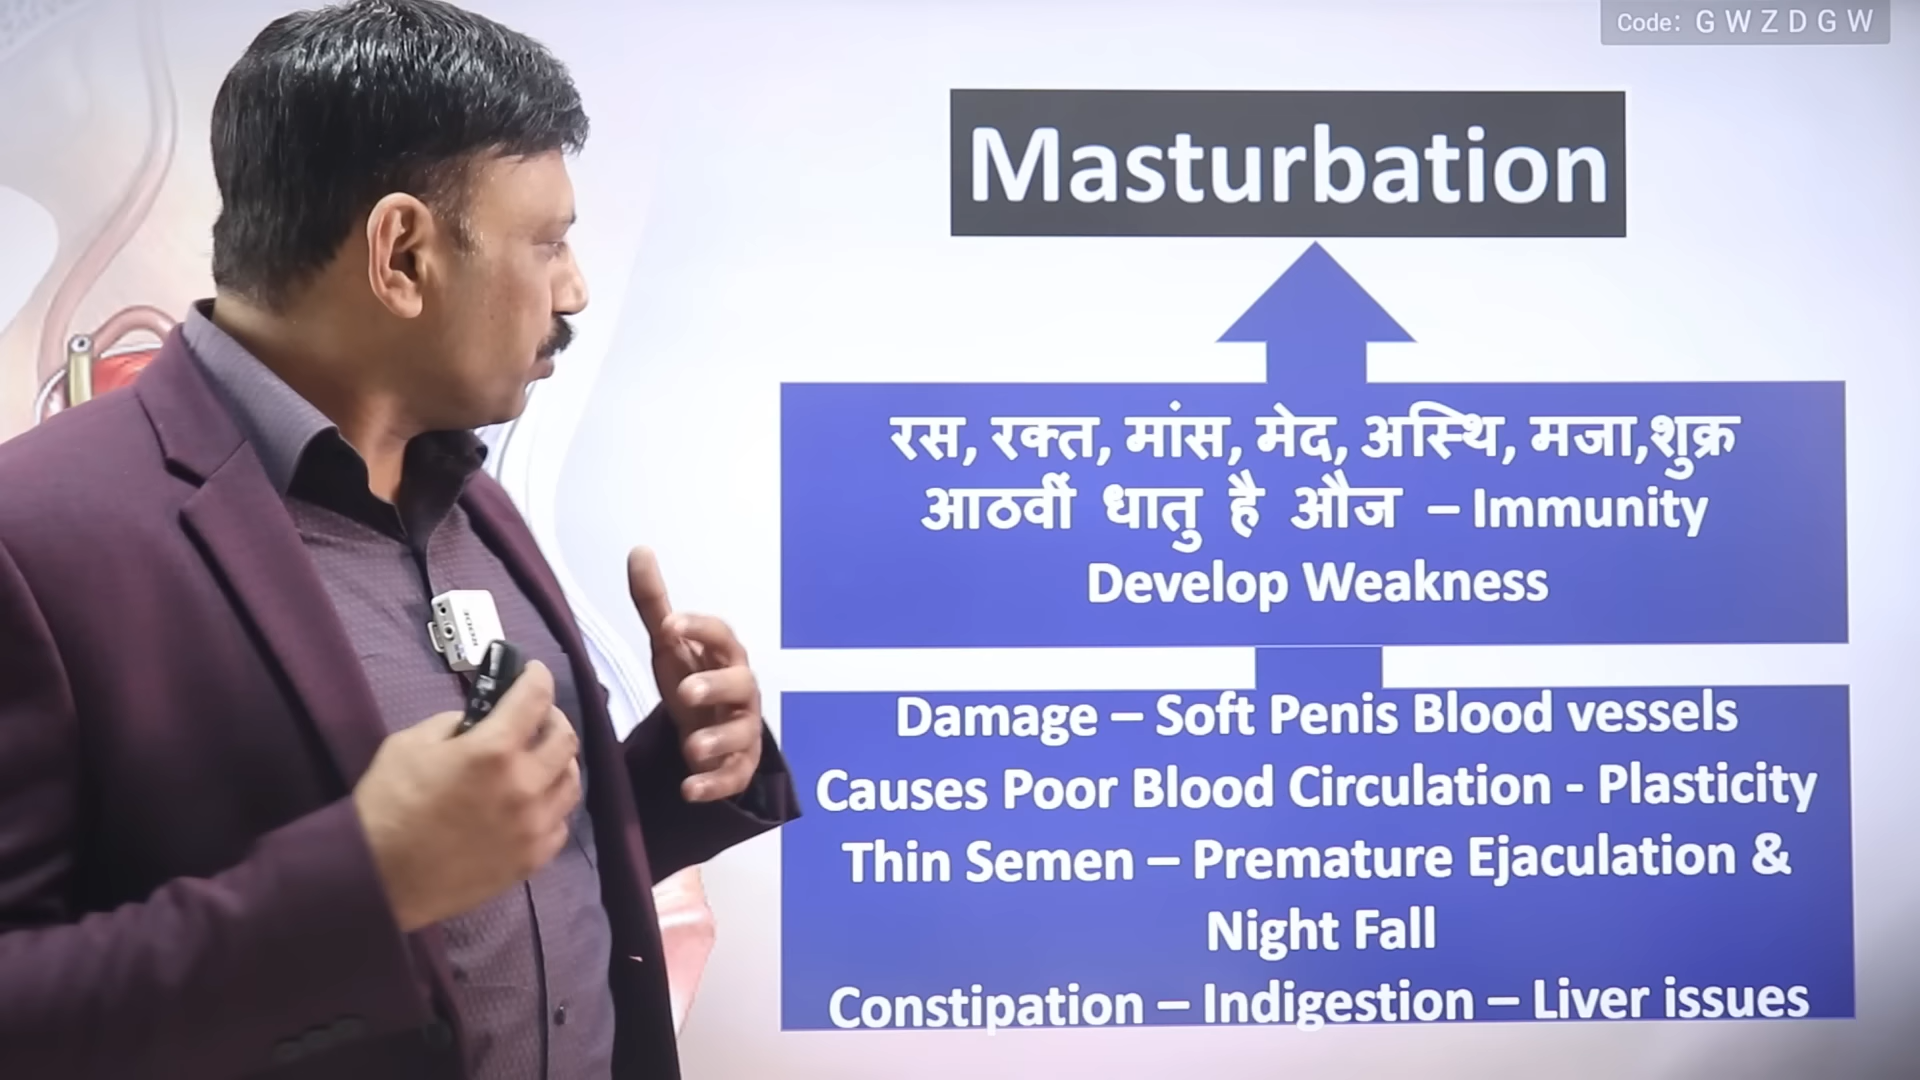 Code: G W Z D G W
Masturbation
रस, रक्त, मांस, मेद, अस्थि, मजा,शुक्र
आठवीं धातु है औज – Immunity
Develop Weakness
Damage – Soft Penis Blood vessels
Causes Poor Blood Circulation - Plasticity
Thin Semen – Premature Ejaculation &
Night Fall
Constipation – Indigestion – Liver issues